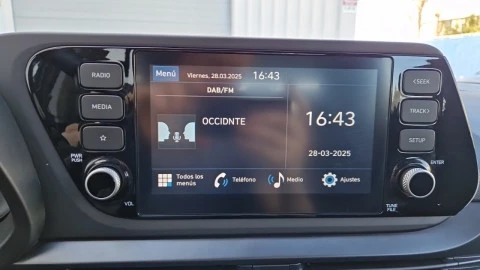 RADIO
MEDIA
PWR
PUSH
VOL
Menú Viernes, 28.03.2025 16:43
DAB/FM
OCCIDNTE
16:43
28-03-2025
Todos los
menús
Teléfono
Medio
Ajustes
<SEEK
TRACK>
SETUP
ENTER
TUNE
FILE